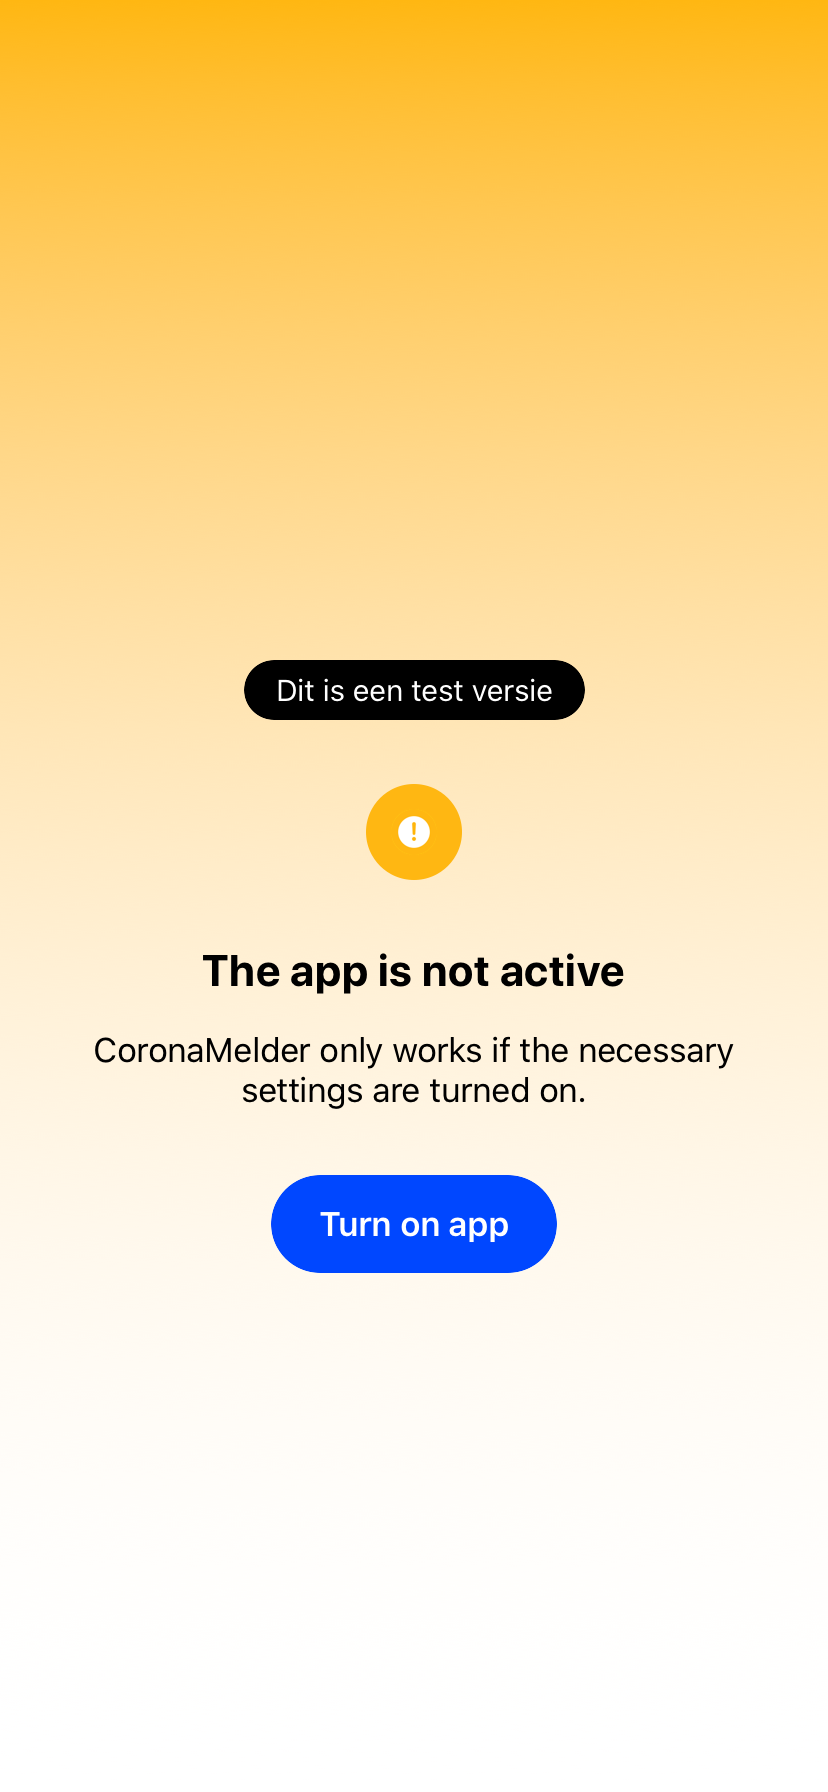 Dit is een test versie
The app is not active
CoronaMelder only works if the necessary
settings are turned on.
Turn on app